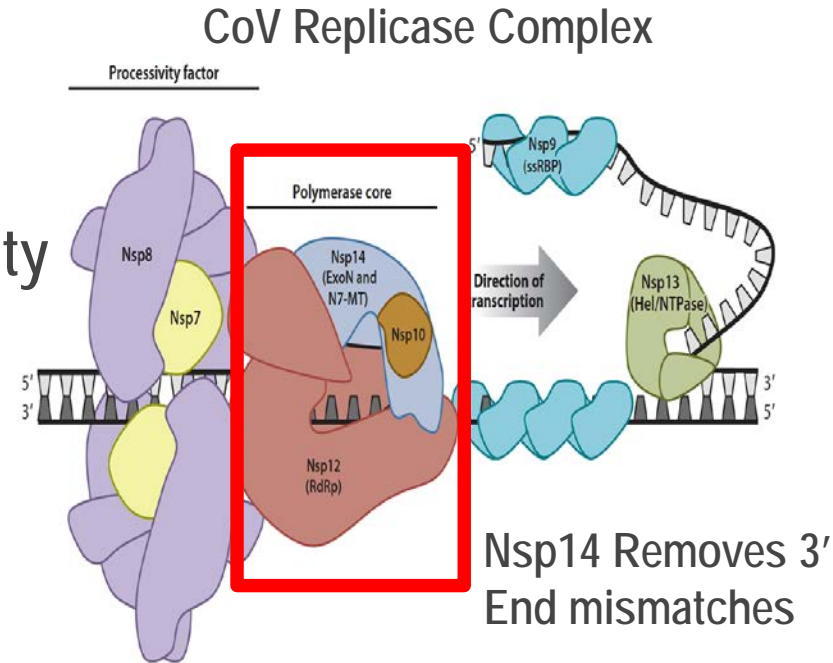 CoV Replicase Complex
Processivity factor
Polymerase core
ty
Nsp8
Nsp7
Nsp14
(ExoN and
N7-MT)
Nsp10
Nsp12
(RdRp)
5'
Nsp9
(ssRBP)
Direction of
ranscription
Nsp13
(Hel/NTPase)
5'
3'
3'
5'
Nsp14 Removes 3'
End mismatches